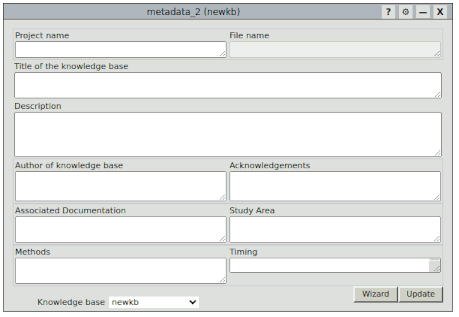 metadata_2 (newkb) ? ⚙ — X
Project name File name
Title of the knowledge base
Description
Author of knowledge base Acknowledgements
Associated Documentation Study Area
Methods Timing
Wizard Update
Knowledge base newkb